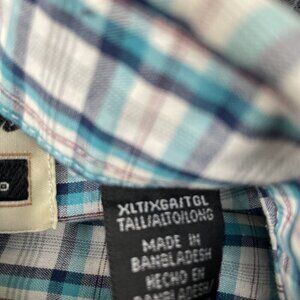 XLT/XGA/TGL
TALL/ALTO/LONG
MADE IN
BANGLADESH
HECHO EN
BANGLADESH